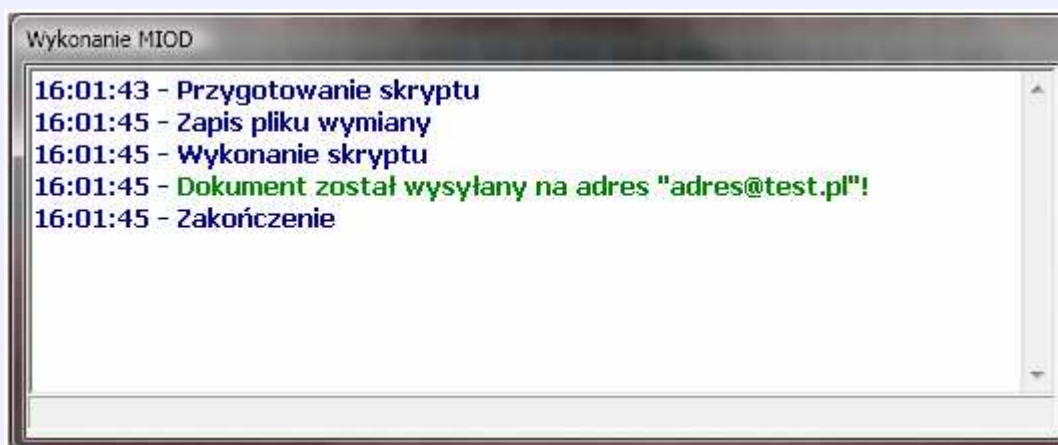 Wykonanie MIOD
16:01:43 - Przygotowanie skryptu
16:01:45 - Zapis pliku wymiany
16:01:45 - Wykonanie skryptu
16:01:45 - Dokument został wysyłany na adres "adres@test.pl"!
16:01:45 - Zakończenie